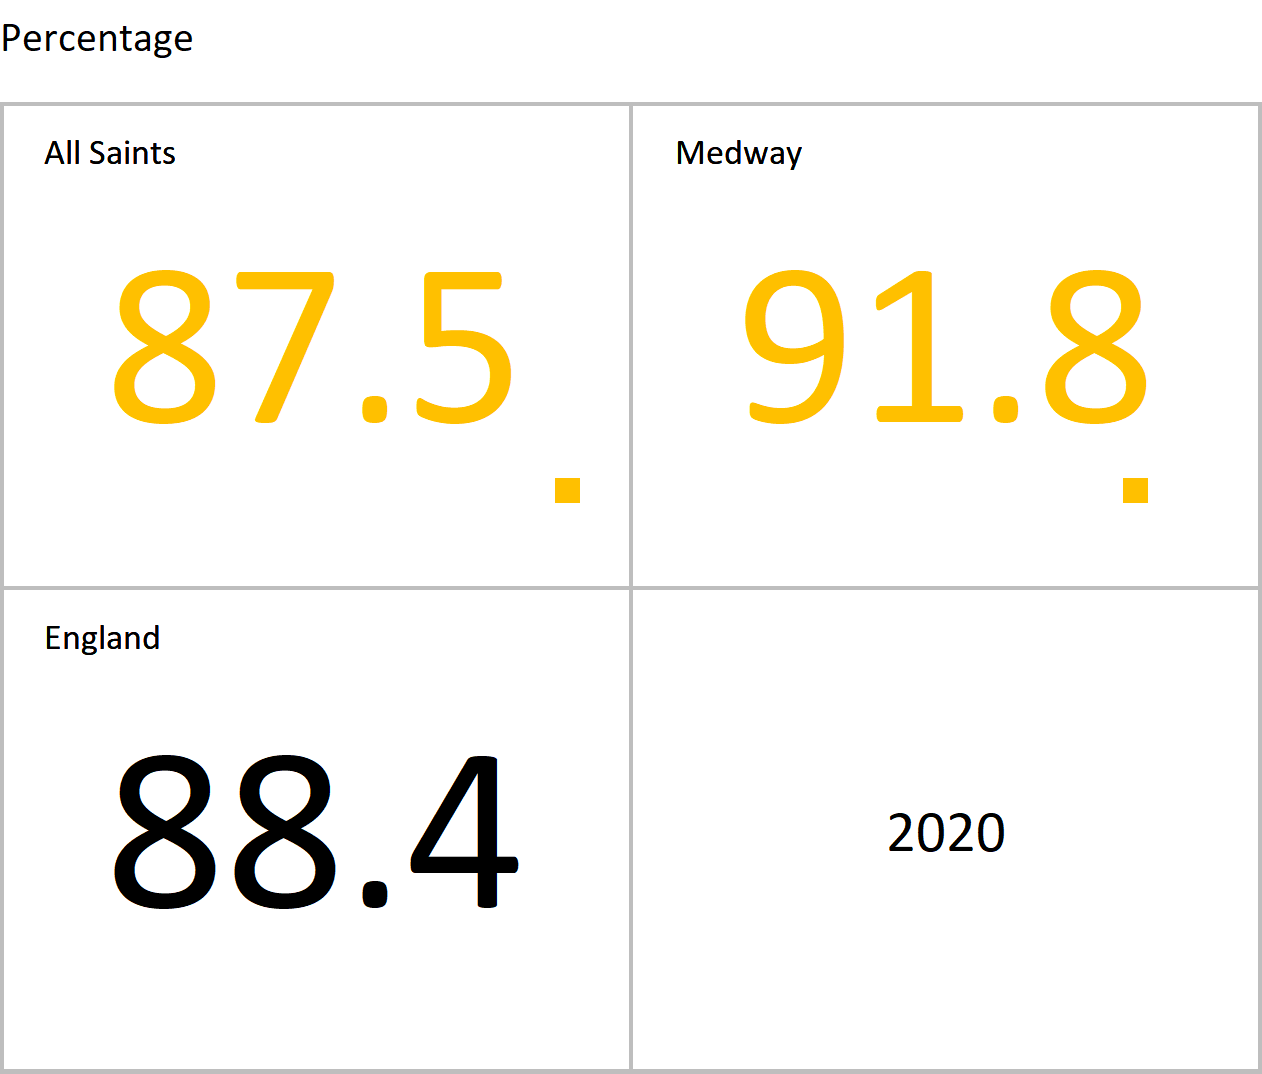 Percentage
All Saints
87.5
Medway
91.8
England
88.4
2020